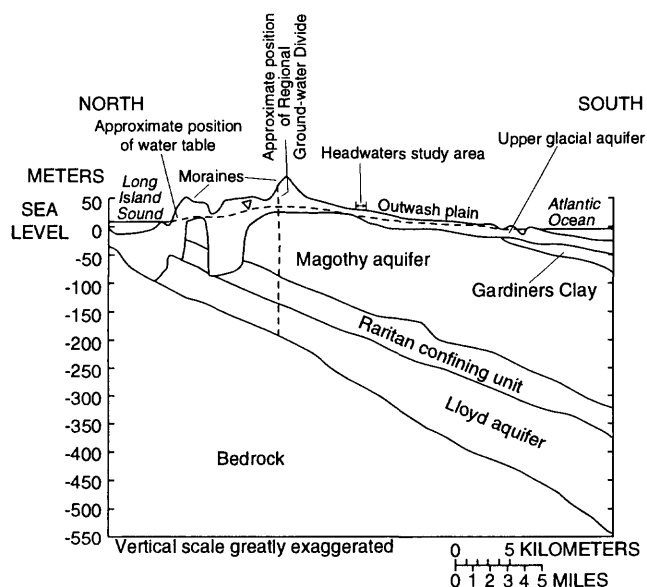 NORTH
SOUTH
Approximate position
of Regional
Ground-water Divide
Approximate position
of water table
Upper glacial aquifer
Headwaters study area
METERS
Moraines
Long
Island
Sound
Outwash plain
Atlantic
Ocean
SEA
LEVEL
50
0
-50
-100
-150
-200
-250
-300
-350
-400
-450
-500
-550
Magothy aquifer
Gardiners Clay
Raritan confining unit
Lloyd aquifer
Bedrock
Vertical scale greatly exaggerated
0 5 KILOMETERS
0 1 2 3 4 5 MILES